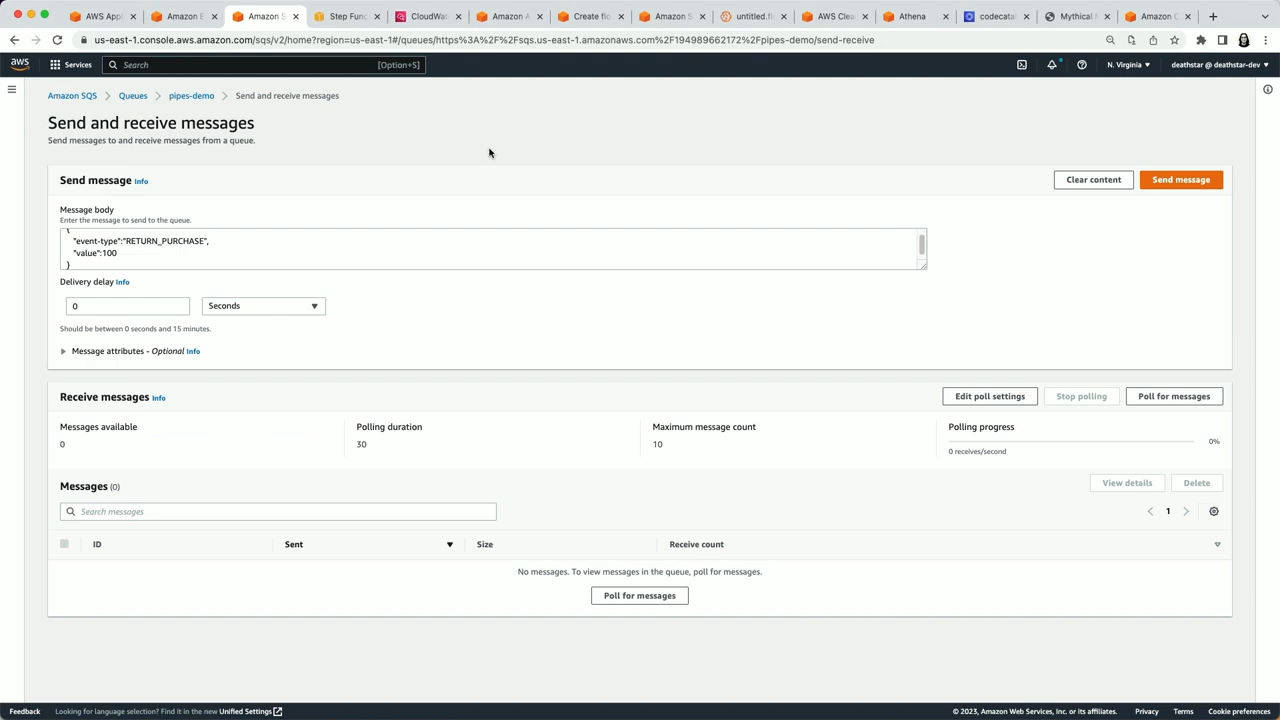 AWS Appl
Amazon E
Amazon S
Step Func
CloudWat
Amazon A
Create flo
Amazon S
untitled.flo
AWS Clea
Athena
codecatal
Mythical M
Amazon C
us-east-1.console.aws.amazon.com/sqs/v2/home?region=us-east-1#/queues/https%3A%2F%2Fsqs.us-east-1.amazonaws.com%2F194989662172%2Fpipes-demo/send-receive
aws Services Search [Option+S] N. Virginia deathstar @ deathstar-dev
Amazon SQS Queues pipes-demo Send and receive messages
Send and receive messages
Send messages to and receive messages from a queue.
Send message Info Clear content Send message
Message body
Enter the message to send to the queue.
{
"event-type":"RETURN_PURCHASE",
"value":100
}
Delivery delay Info
0 Seconds
Should be between 0 seconds and 15 minutes.
Message attributes - Optional Info
Receive messages Info Edit poll settings Stop polling Poll for messages
Messages available Polling duration Maximum message count Polling progress
0 30 10 0%
0 receives/second
Messages (0) View details Delete
Search messages 1
ID Sent Size Receive count
No messages. To view messages in the queue, poll for messages.
Poll for messages
Feedback Looking for language selection? Find it in the new Unified Settings © 2023, Amazon Web Services, Inc. or its affiliates. Privacy Terms Cookie preferences